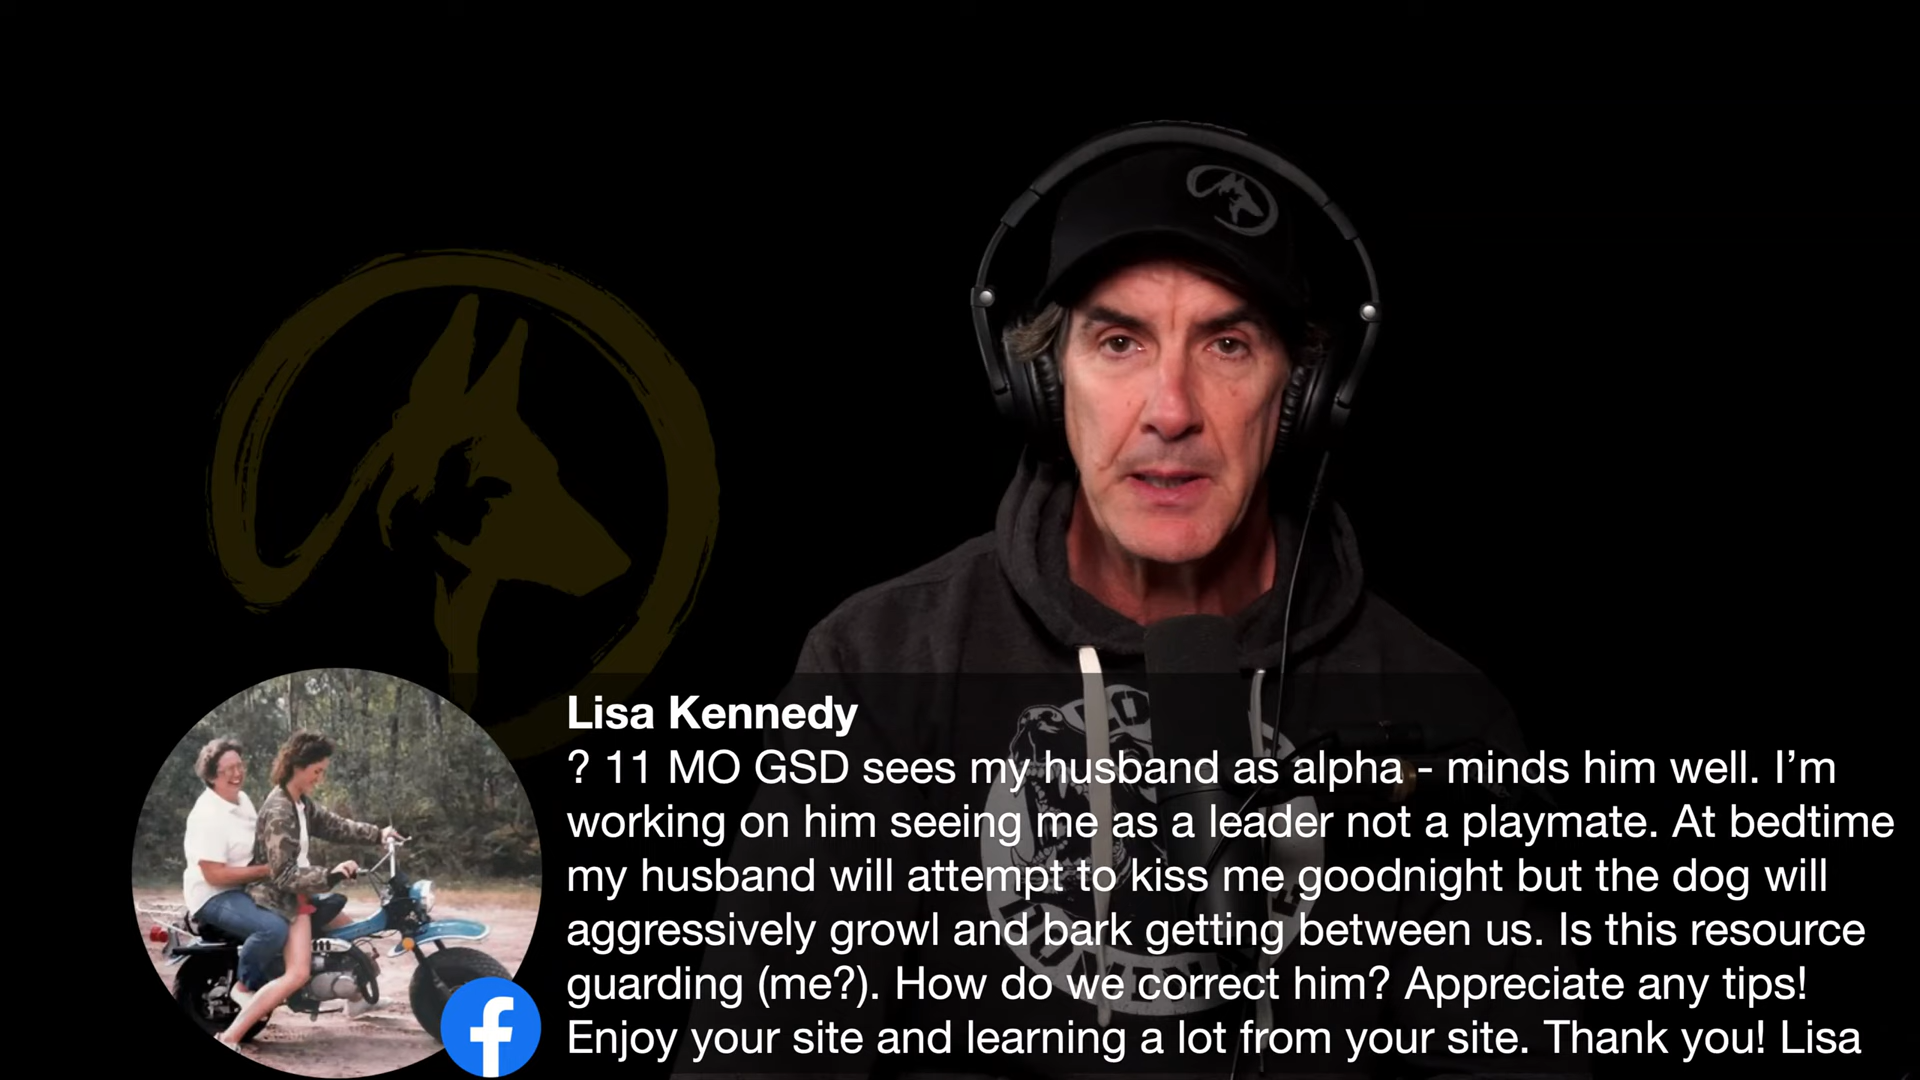 Lisa Kennedy
? 11 MO GSD sees my husband as alpha - minds him well. I’m
working on him seeing me as a leader not a playmate. At bedtime
my husband will attempt to kiss me goodnight but the dog will
aggressively growl and bark getting between us. Is this resource
guarding (me?). How do we correct him? Appreciate any tips!
Enjoy your site and learning a lot from your site. Thank you! Lisa